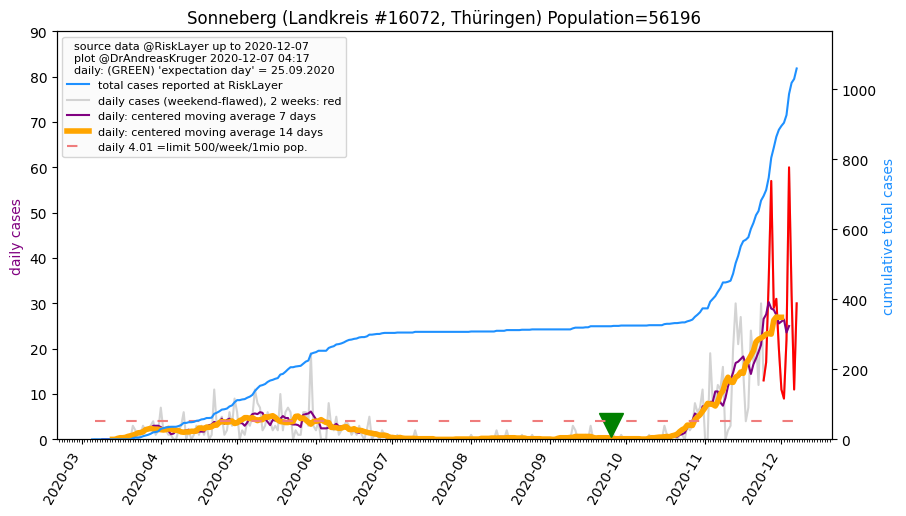 Sonneberg (Landkreis #16072, Thüringen) Population=56196
source data @RiskLayer up to 2020-12-07
plot @DrAndreasKruger 2020-12-07 04:17
daily: (GREEN) 'expectation day' = 25.09.2020
total cases reported at RiskLayer
daily cases (weekend-flawed), 2 weeks: red
daily: centered moving average 7 days
daily: centered moving average 14 days
daily 4.01 =limit 500/week/1mio pop.
daily cases
90
80
70
60
50
40
30
20
10
0
cumulative total cases
1000
800
600
400
200
0
2020-03
2020-04
2020-05
2020-06
2020-07
2020-08
2020-09
2020-10
2020-11
2020-12